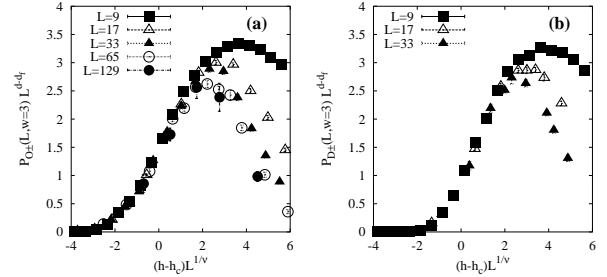 (a)
L=9
L=17
L=33
L=65
L=129
P_{O±}(L,w=3) L^{d-d_f}
4
3.5
3
2.5
2
1.5
1
0.5
0
-4 -2 0 2 4 6
(h-h_c)L^{1/ν}
(b)
L=9
L=17
L=33
P_{D±}(L,w=3) L^{d-d_f}
4
3.5
3
2.5
2
1.5
1
0.5
0
-4 -2 0 2 4 6
(h-h_c)L^{1/ν}